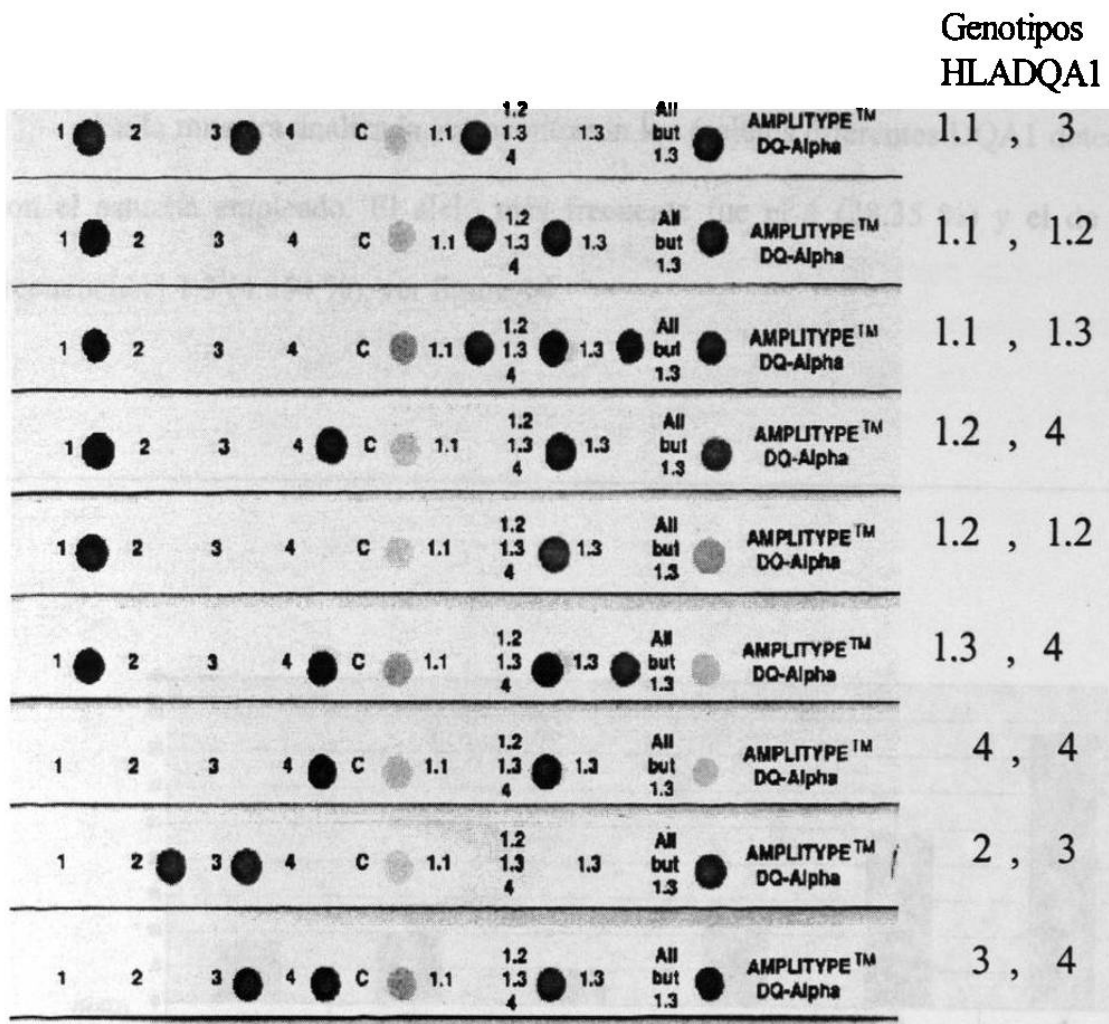 Genotipos
HLADQA1
1.2 All
1 2 3 4 C 1.1 1.3 1.3 but AMPLITYPE™ 1.1 , 3
4 1.3 DQ-Alpha
1.2 All
1 2 3 4 C 1.1 1.3 1.3 but AMPLITYPE™ 1.1 , 1.2
4 1.3 DQ-Alpha
1.2 All
1 2 3 4 C 1.1 1.3 1.3 but AMPLITYPE™ 1.1 , 1.3
4 1.3 DQ-Alpha
1.2 All
1 2 3 4 C 1.1 1.3 1.3 but AMPLITYPE™ 1.2 , 4
4 1.3 DQ-Alpha
1.2 All
1 2 3 4 C 1.1 1.3 1.3 but AMPLITYPE™ 1.2 , 1.2
4 1.3 DQ-Alpha
1.2 All
1 2 3 4 C 1.1 1.3 1.3 but AMPLITYPE™ 1.3 , 4
4 1.3 DQ-Alpha
1.2 All
1 2 3 4 C 1.1 1.3 1.3 but AMPLITYPE™ 4 , 4
4 1.3 DQ-Alpha
1.2 All
1 2 3 4 C 1.1 1.3 1.3 but AMPLITYPE™ 2 , 3
4 1.3 DQ-Alpha
1.2 All
1 2 3 4 C 1.1 1.3 1.3 but AMPLITYPE™ 3 , 4
4 1.3 DQ-Alpha